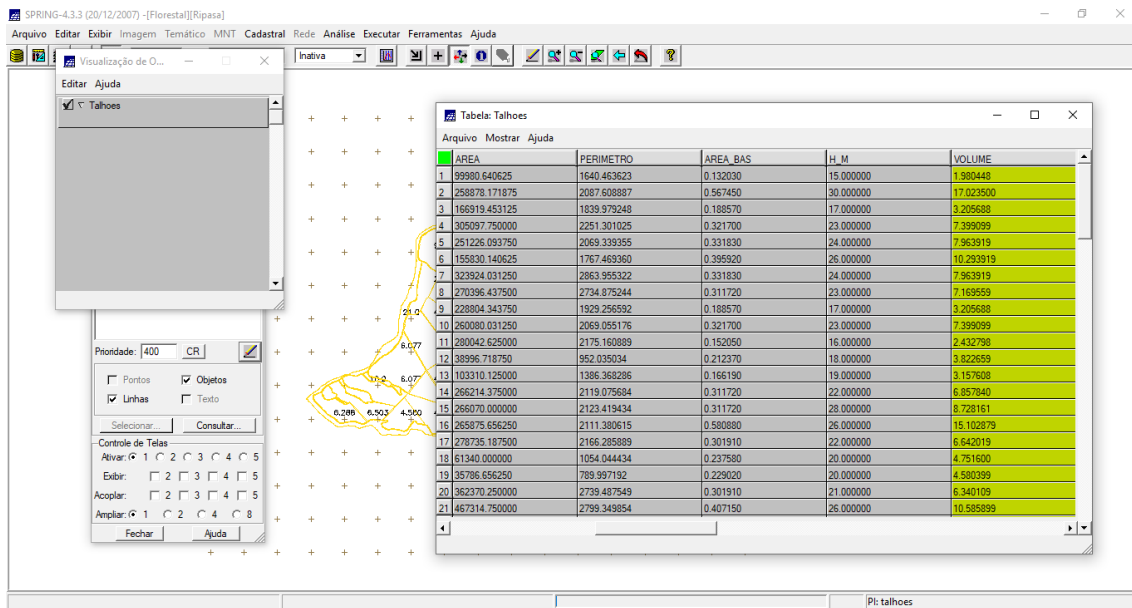 SPRING-4.3.3 (20/12/2007) -[Florestal][Ripasa]
Arquivo Editar Exibir Imagem Temático MNT Cadastral Rede Análise Executar Ferramentas Ajuda
Inativa
Visualização de O...
Editar Ajuda
Talhoes
Prioridade: 400 CR
Pontos Objetos
Linhas Texto
Selecionar... Consultar...
Controle de Telas
Ativar: 1 2 3 4 5
Exibir: 2 3 4 5
Acoplar: 2 3 4 5
Ampliar: 1 2 4 8
Fechar Ajuda
21.0
6.077
10.2 6.07
6.286 6.503 4.560
Tabela: Talhoes
Arquivo Mostrar Ajuda
AREA PERIMETRO AREA_BAS H_M VOLUME
1 99980.640625 1640.463623 0.132030 15.000000 1.980448
2 258878.171875 2087.608887 0.567450 30.000000 17.023500
3 166919.453125 1839.979248 0.188570 17.000000 3.205688
4 305097.750000 2251.301025 0.321700 23.000000 7.399099
5 251226.093750 2069.339355 0.331830 24.000000 7.963919
6 155830.140625 1767.469360 0.395920 26.000000 10.293919
7 323924.031250 2863.955322 0.331830 24.000000 7.963919
8 270396.437500 2734.875244 0.311720 23.000000 7.169559
9 228804.343750 1929.256592 0.188570 17.000000 3.205688
10 260080.031250 2069.055176 0.321700 23.000000 7.399099
11 280042.625000 2175.160889 0.152050 16.000000 2.432798
12 38996.718750 952.035034 0.212370 18.000000 3.822659
13 103310.125000 1386.368286 0.166190 19.000000 3.157608
14 266214.375000 2119.075684 0.311720 22.000000 6.857840
15 266070.000000 2123.419434 0.311720 28.000000 8.728161
16 265875.656250 2111.380615 0.580880 26.000000 15.102879
17 278735.187500 2166.285889 0.301910 22.000000 6.642019
18 61340.000000 1054.044434 0.237580 20.000000 4.751600
19 35786.656250 789.997192 0.229020 20.000000 4.580399
20 362370.250000 2739.487549 0.301910 21.000000 6.340109
21 467314.750000 2799.349854 0.407150 26.000000 10.585899
PI: talhoes